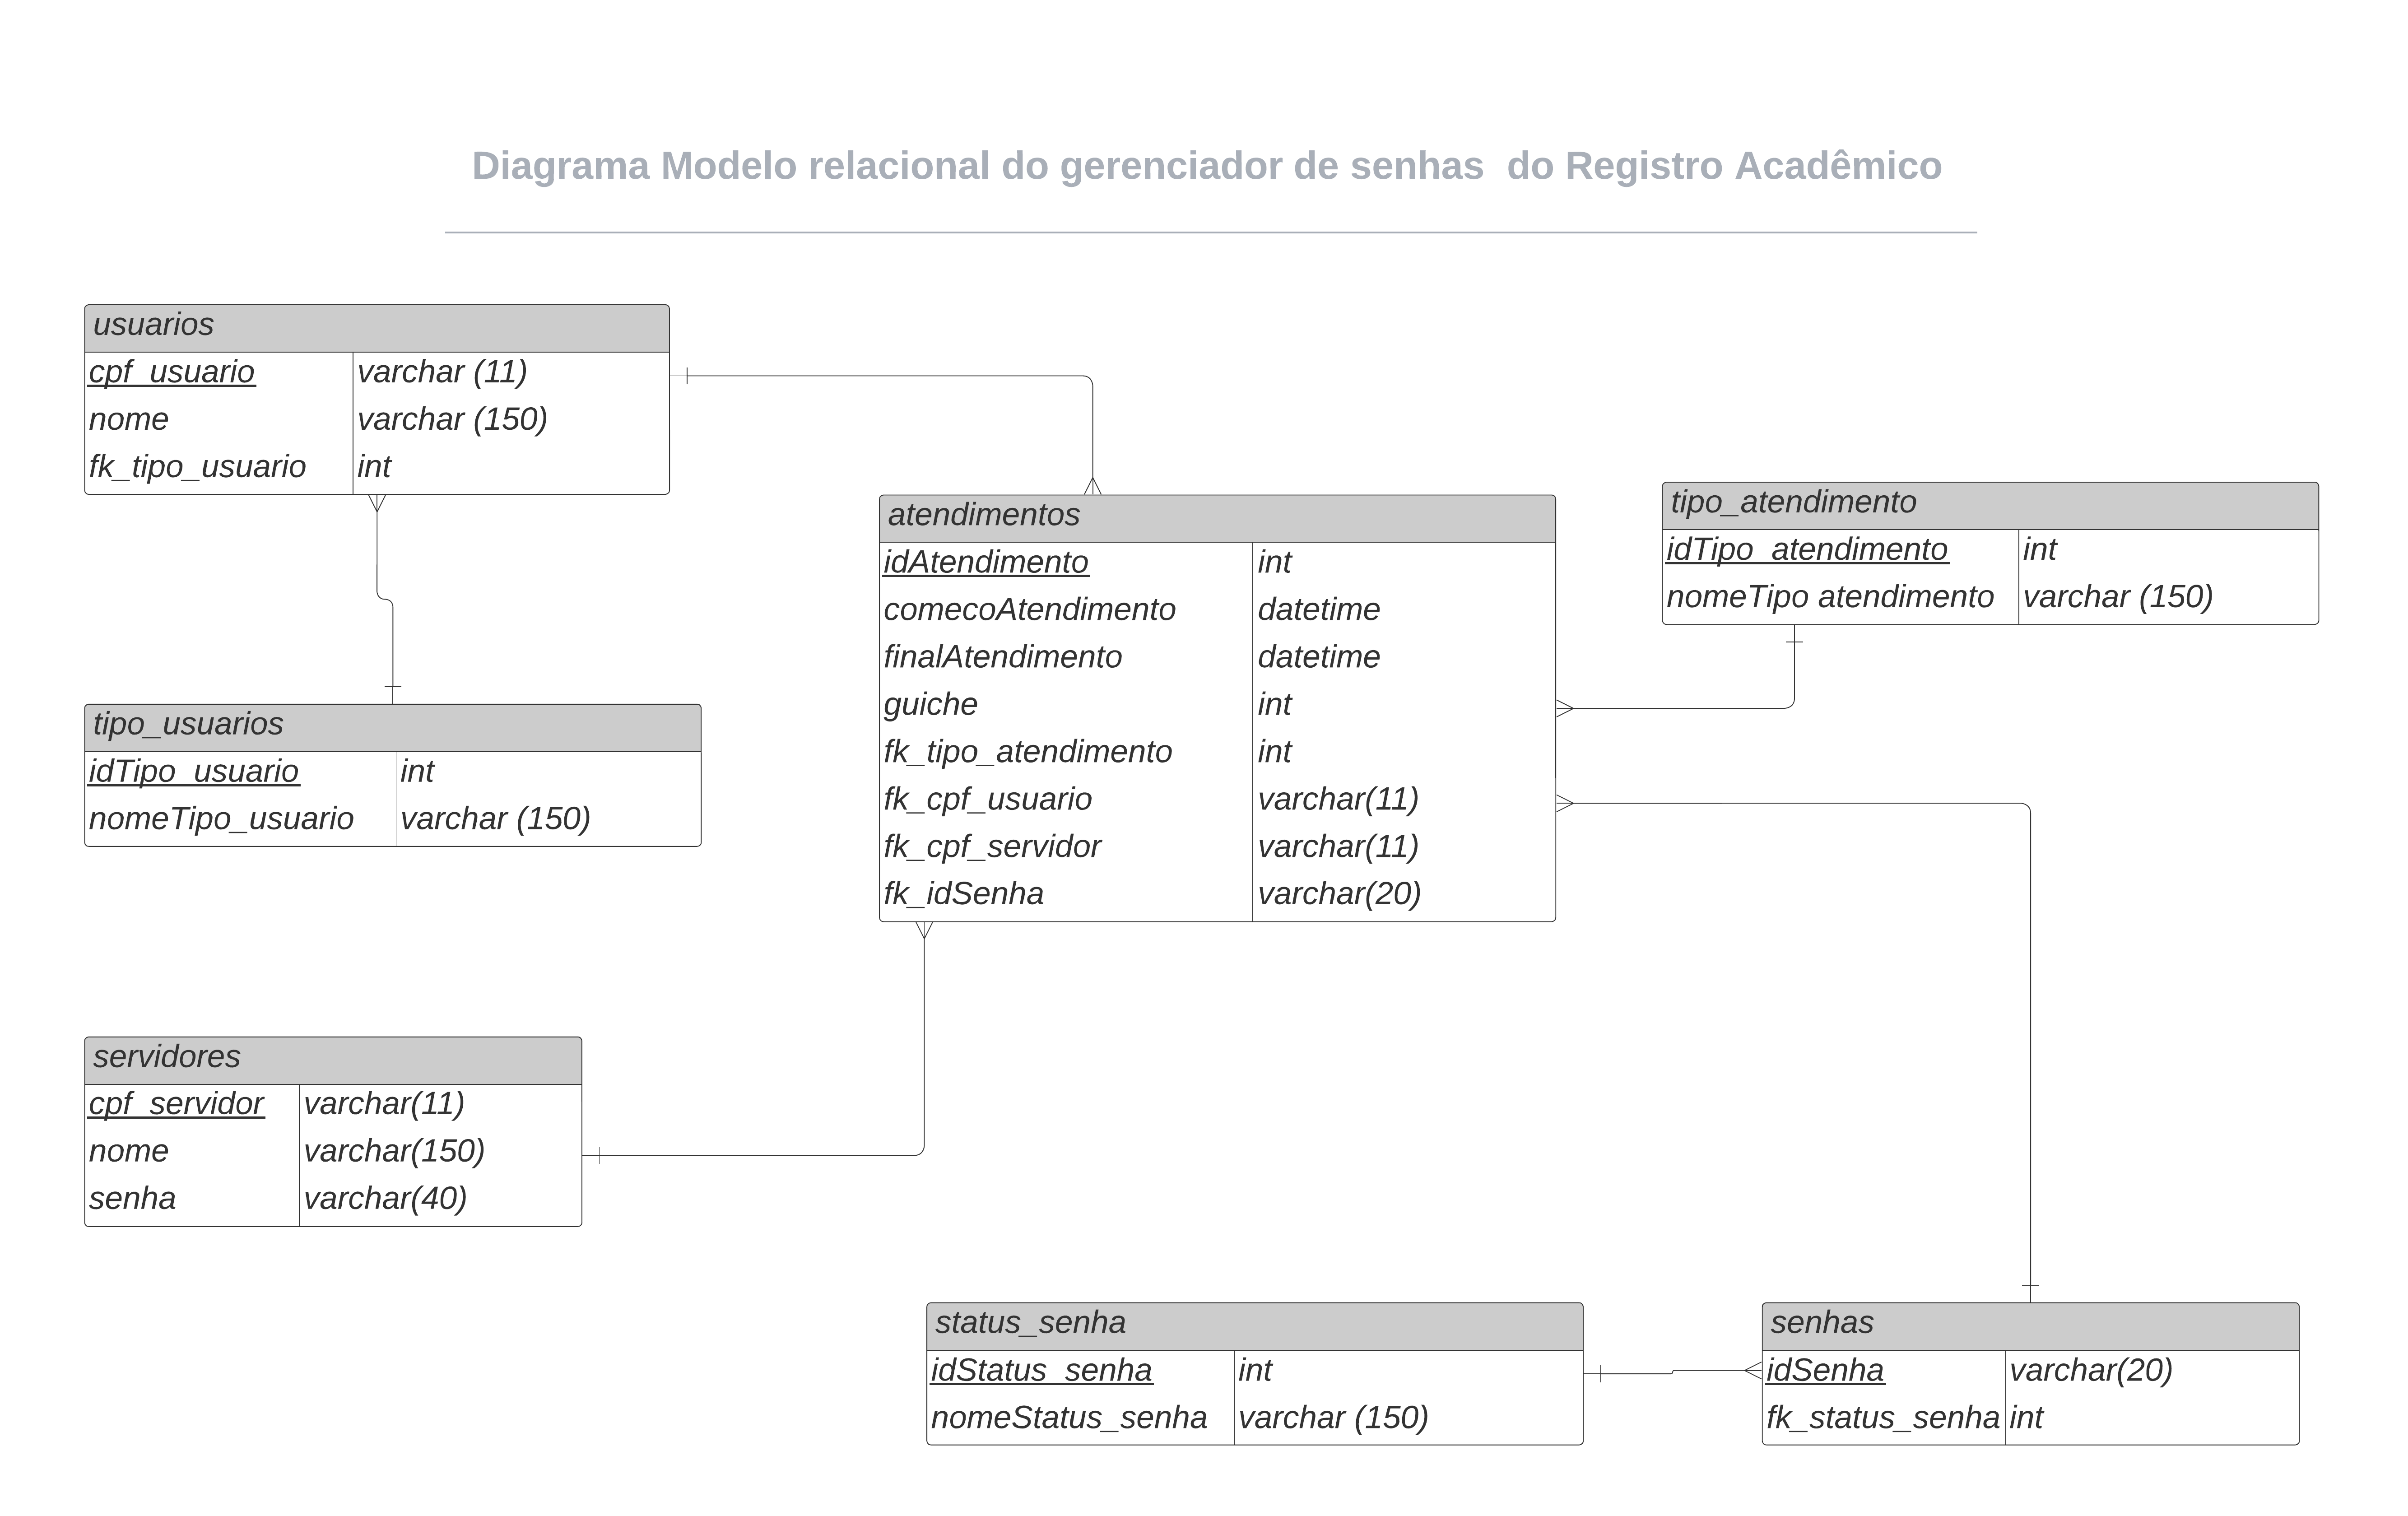 Diagrama Modelo relacional do gerenciador de senhas do Registro Acadêmico
usuarios
cpf_usuario varchar (11)
nome varchar (150)
fk_tipo_usuario int
tipo_usuarios
idTipo_usuario int
nomeTipo_usuario varchar (150)
servidores
cpf_servidor varchar(11)
nome varchar(150)
senha varchar(40)
atendimentos
idAtendimento int
comecoAtendimento datetime
finalAtendimento datetime
guiche int
fk_tipo_atendimento int
fk_cpf_usuario varchar(11)
fk_cpf_servidor varchar(11)
fk_idSenha varchar(20)
tipo_atendimento
idTipo_atendimento int
nomeTipo atendimento varchar (150)
status_senha
idStatus_senha int
nomeStatus_senha varchar (150)
senhas
idSenha varchar(20)
fk_status_senha int